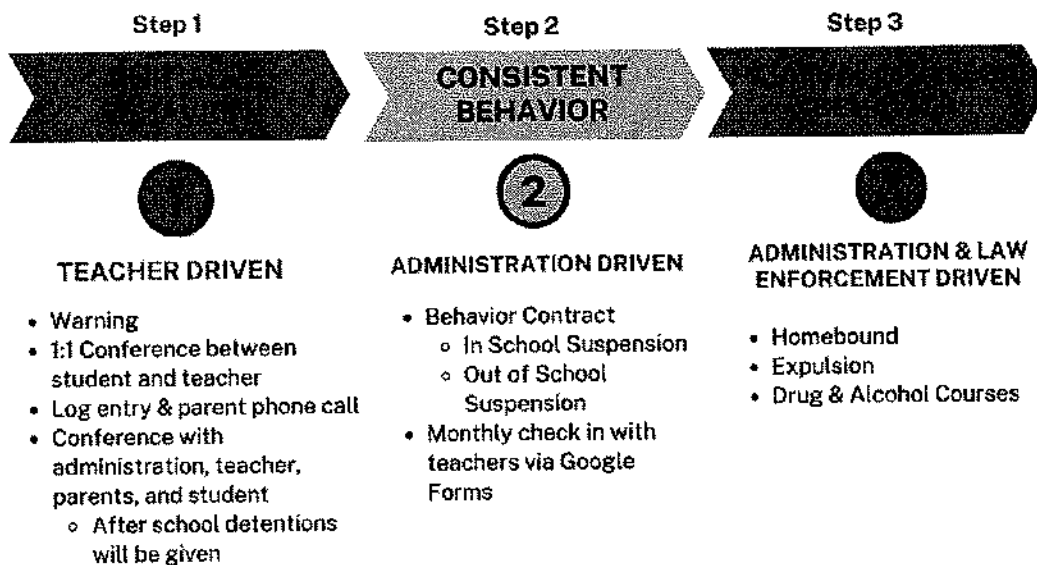 Step 1
Step 2
Step 3
CONSISTENT
BEHAVIOR
2
TEACHER DRIVEN
• Warning
• 1:1 Conference between
student and teacher
• Log entry & parent phone call
• Conference with
administration, teacher,
parents, and student
○ After school detentions
will be given
ADMINISTRATION DRIVEN
• Behavior Contract
○ In School Suspension
○ Out of School
Suspension
• Monthly check in with
teachers via Google
Forms
ADMINISTRATION & LAW
ENFORCEMENT DRIVEN
• Homebound
• Expulsion
• Drug & Alcohol Courses